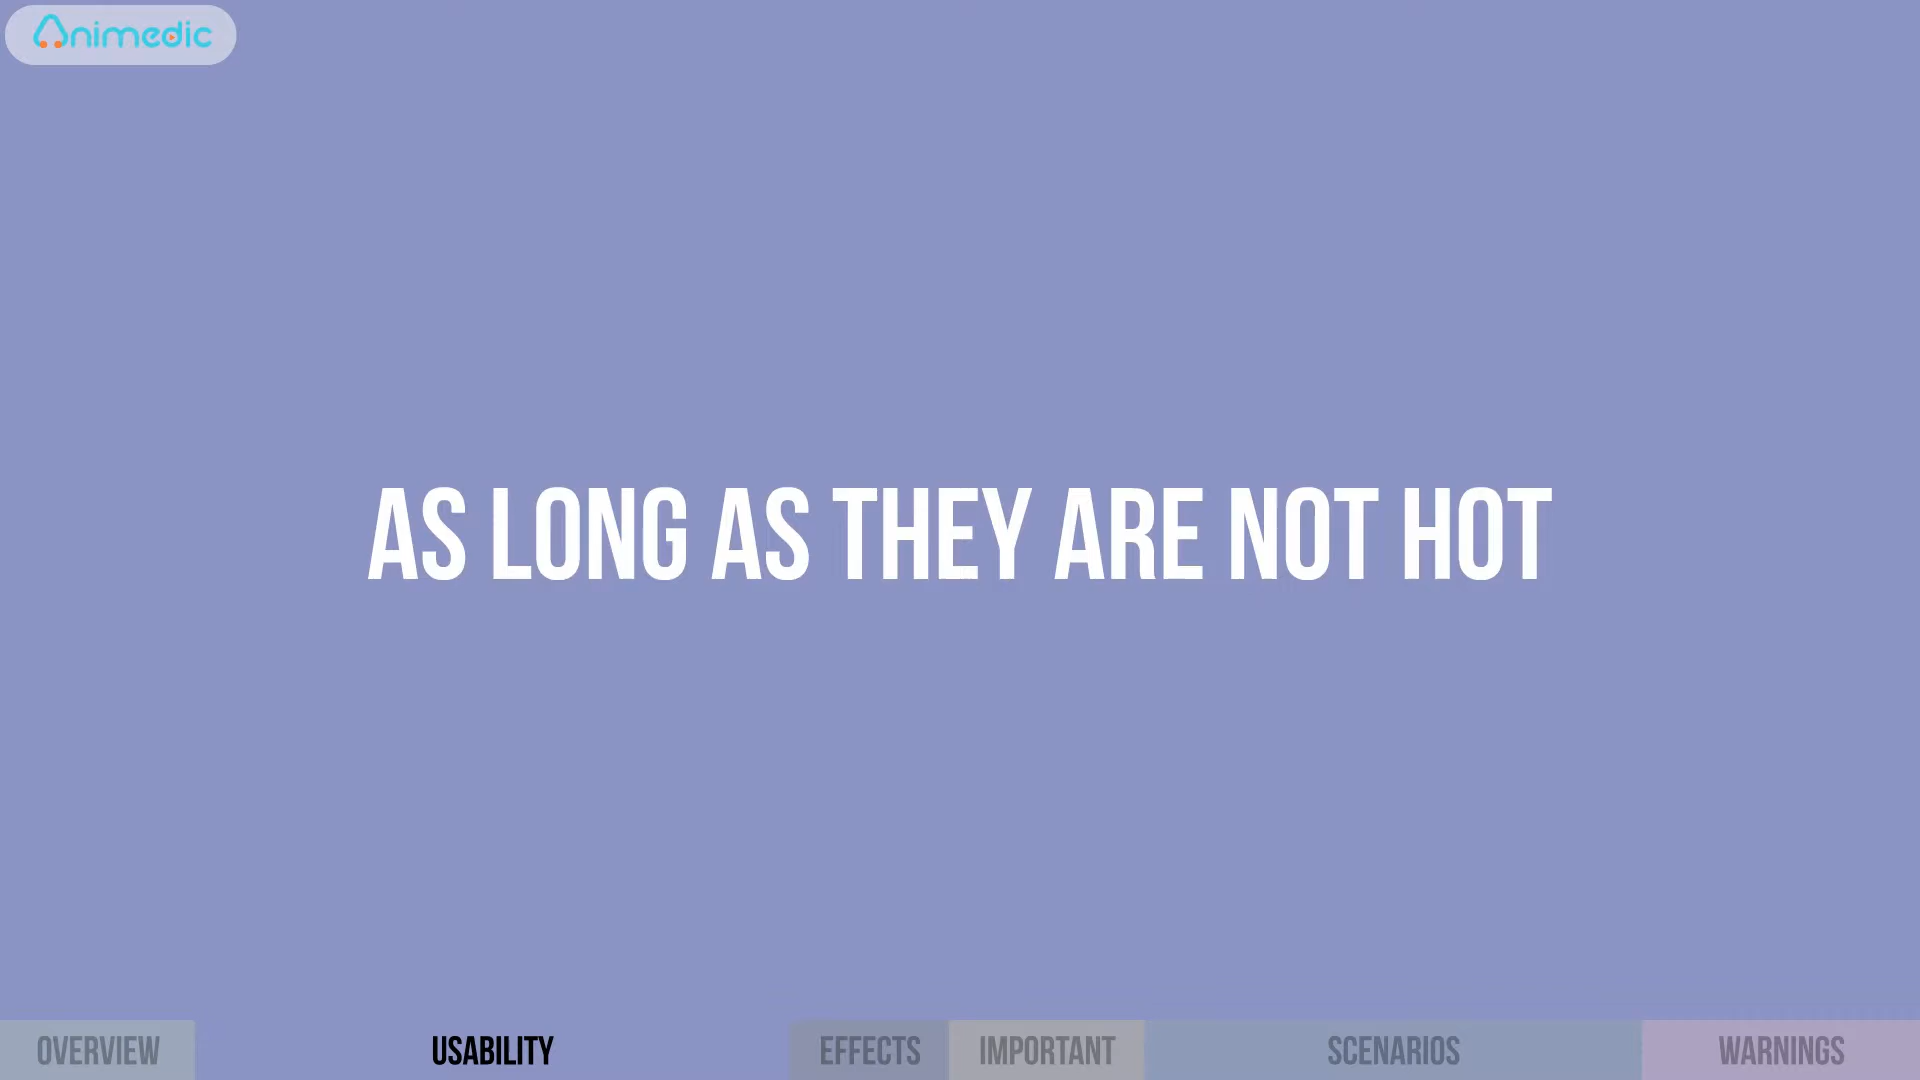 Animedic
AS LONG AS THEY ARE NOT HOT
OVERVIEW
USABILITY
EFFECTS
IMPORTANT
SCENARIOS
WARNINGS